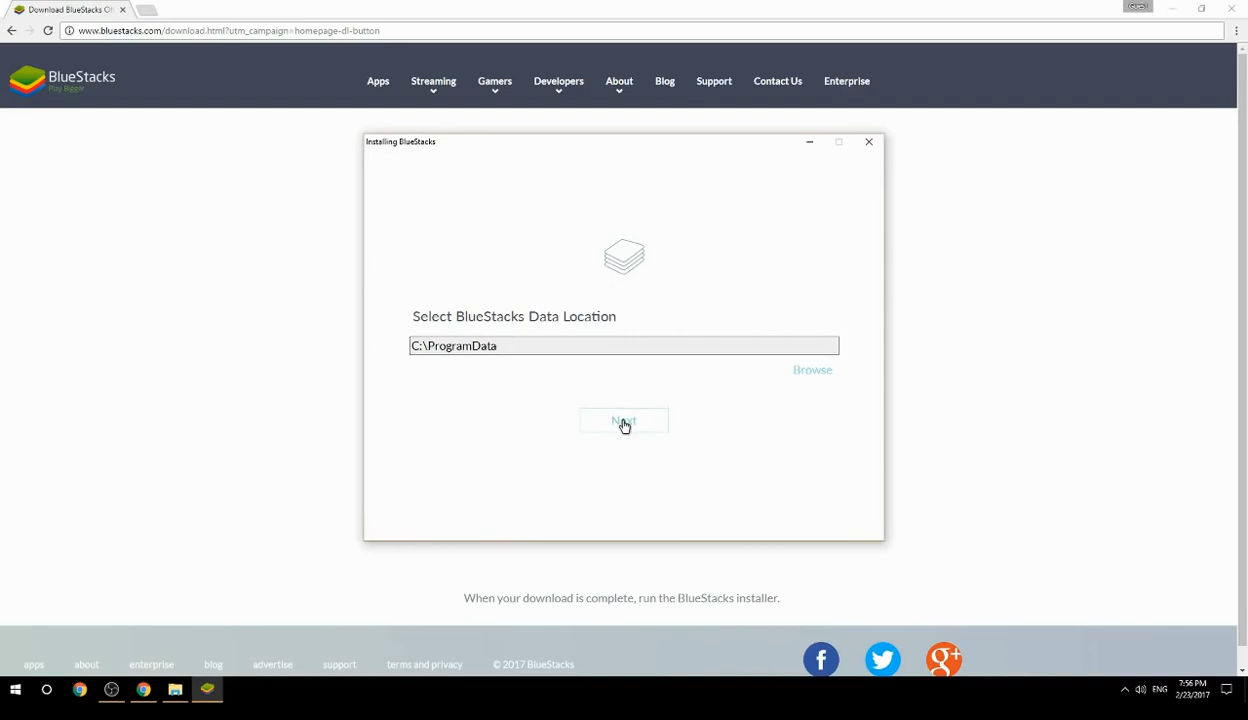 Download BlueStacks Of
Guest
www.bluestacks.com/download.html?utm_campaign=homepage-dl-button
BlueStacks
Play Bigger
Apps Streaming Gamers Developers About Blog Support Contact Us Enterprise
Installing BlueStacks
Select BlueStacks Data Location
C:\ProgramData
Browse
Next
When your download is complete, run the BlueStacks installer.
apps about enterprise blog advertise support terms and privacy © 2017 BlueStacks
f g+
ENG
7:56 PM
2/23/2017